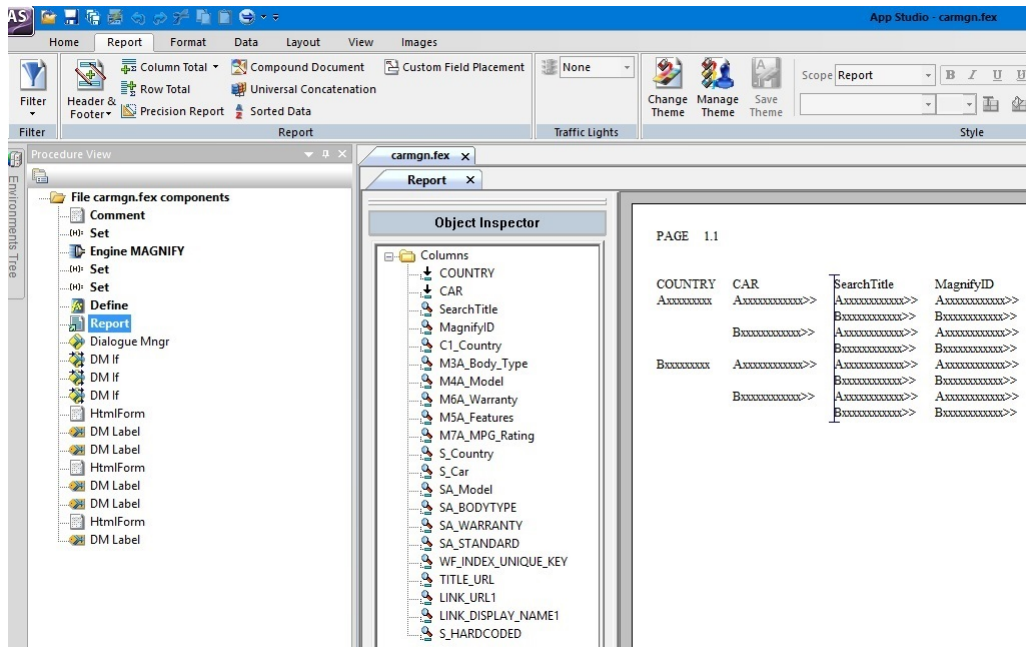 AS
App Studio - carmgn.fex
Home Report Format Data Layout View Images
Filter
Header & Footer
Column Total
Row Total
Precision Report
Compound Document
Universal Concatenation
Sorted Data
Custom Field Placement
None
Change Theme
Manage Theme
Save Theme
Scope Report
B I U
Filter Report Traffic Lights Style
Environments Tree
Procedure View
File carmgn.fex components
Comment
Set
Engine MAGNIFY
Set
Set
Define
Report
Dialogue Mngr
DM If
DM If
DM If
HtmlForm
DM Label
DM Label
HtmlForm
DM Label
DM Label
HtmlForm
DM Label
carmgn.fex x
Report x
Object Inspector
Columns
COUNTRY
CAR
SearchTitle
MagnifyID
C1_Country
M3A_Body_Type
M4A_Model
M6A_Warranty
M5A_Features
M7A_MPG_Rating
S_Country
S_Car
SA_Model
SA_BODYTYPE
SA_WARRANTY
SA_STANDARD
WF_INDEX_UNIQUE_KEY
TITLE_URL
LINK_URL1
LINK_DISPLAY_NAME1
S_HARDCODED
PAGE 1.1
COUNTRY CAR SearchTitle MagnifyID
Axxxxxxxxx Axxxxxxxxxxxx>> Axxxxxxxxxxxx>> Axxxxxxxxxxxx>>
Bxxxxxxxxxxxx>> Bxxxxxxxxxxxx>>
Bxxxxxxxxxxxx>> Axxxxxxxxxxxx>> Axxxxxxxxxxxx>>
Bxxxxxxxxxxxx>> Bxxxxxxxxxxxx>>
Bxxxxxxxxx Axxxxxxxxxxxx>> Axxxxxxxxxxxx>> Axxxxxxxxxxxx>>
Bxxxxxxxxxxxx>> Bxxxxxxxxxxxx>>
Bxxxxxxxxxxxx>> Axxxxxxxxxxxx>> Axxxxxxxxxxxx>>
Bxxxxxxxxxxxx>> Bxxxxxxxxxxxx>>